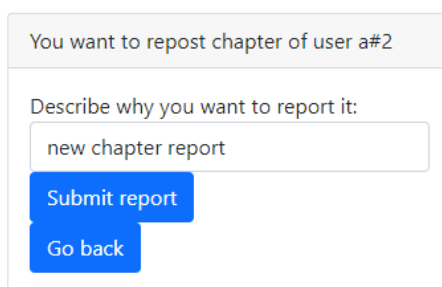 You want to repost chapter of user a#2
Describe why you want to report it:
new chapter report
Submit report
Go back